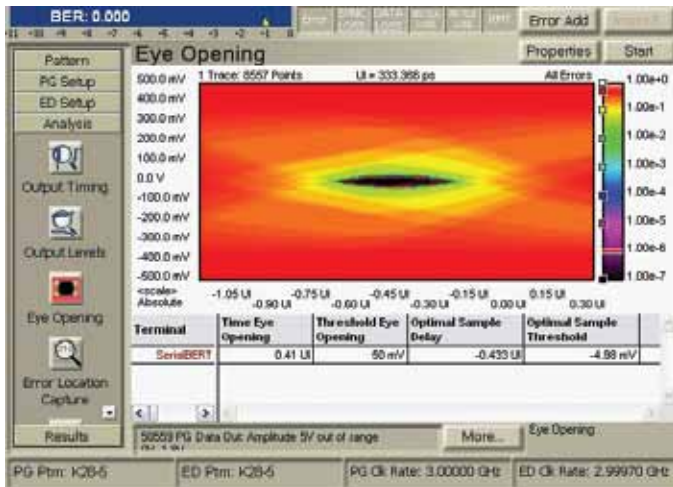 BER: 0.000
Error
Error Add
Eye Opening
Properties
Start
Pattern
PG Setup
ED Setup
Analysis
Output Timing
Output Levels
Eye Opening
Error Location
Capture
Results
1 Trace: 8557 Points
UI = 333.366 ps
All Errors
500.0 mV
400.0 mV
300.0 mV
200.0 mV
100.0 mV
0.0 V
-100.0 mV
-200.0 mV
-300.0 mV
-400.0 mV
-500.0 mV
1.00e+0
1.00e-1
1.00e-2
1.00e-3
1.00e-4
1.00e-5
1.00e-6
1.00e-7
<scale>
Absolute
-1.05 UI -0.75 UI -0.45 UI -0.15 UI 0.15 UI
-0.90 UI -0.60 UI -0.30 UI 0.00 UI 0.30 UI
Terminal
Time Eye
Opening
Threshold Eye
Opening
Optimal Sample
Delay
Optimal Sample
Threshold
SerialBERT 0.41 UI 50 mV -0.433 UI -4.98 mV
PG Data Out: Amplitude 5V out of range
More...
Eye Opening
PG Ptrn: K28-5
ED Ptrn: K28-5
PG Clk Rate: 3.00000 GHz
ED Clk Rate: 2.99970 GHz